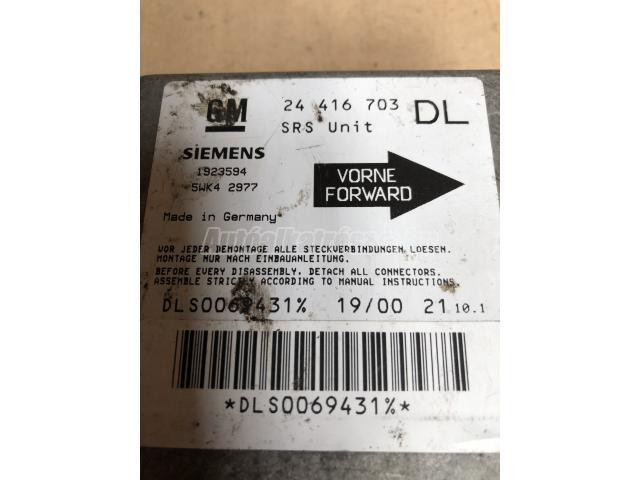 GM 24 416 703 DL
SRS Unit
SIEMENS
1923594
5WK4 2977
VORNE
FORWARD
Made in Germany
VOR JEDER DEMONTAGE ALLE STECKVERBINDUNGEN LOESEN.
MONTAGE NUR NACH EINBAUANLEITUNG.
BEFORE EVERY DISASSEMBLY, DETACH ALL CONNECTORS.
ASSEMBLE STRICTLY ACCORDING TO MANUAL INSTRUCTIONS.
DLS0069431% 19/00 21 10.1
*DLS0069431%*